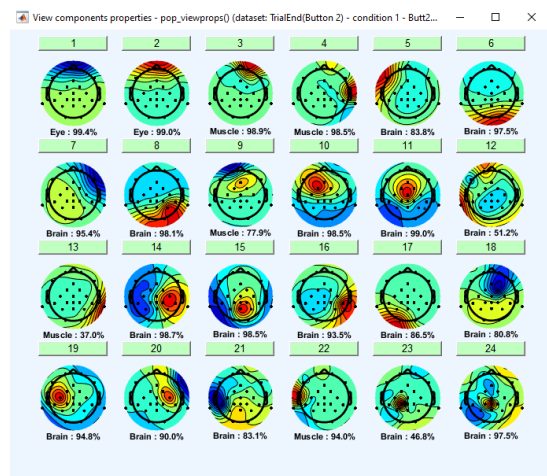 View components properties - pop_viewprops() (dataset: TrialEnd(Button 2) - condition 1 - Butt2...
1 2 3 4 5 6
Eye : 99.4% Eye : 99.0% Muscle : 98.9% Muscle : 98.5% Brain : 83.8% Brain : 97.5%
7 8 9 10 11 12
Brain : 95.4% Brain : 98.1% Muscle : 77.9% Brain : 98.5% Brain : 99.0% Brain : 51.2%
13 14 15 16 17 18
Muscle : 37.0% Brain : 98.7% Brain : 98.5% Brain : 93.5% Brain : 86.5% Brain : 80.8%
19 20 21 22 23 24
Brain : 94.8% Brain : 90.0% Brain : 83.1% Muscle : 94.0% Brain : 46.8% Brain : 97.5%